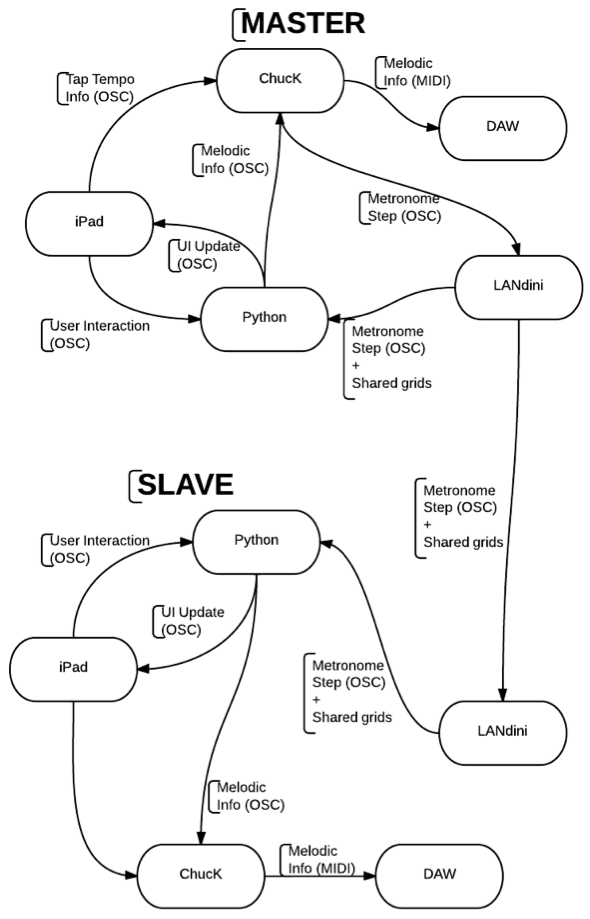 MASTER
ChucK
Melodic
Info (MIDI)
Tap Tempo
Info (OSC)
DAW
Melodic
Info (OSC)
Metronome
Step (OSC)
iPad
UI Update
(OSC)
LANdini
Python
User Interaction
(OSC)
Metronome
Step (OSC)
+
Shared grids
SLAVE
Metronome
Step (OSC)
+
Shared grids
User Interaction
(OSC)
Python
UI Update
(OSC)
iPad
Metronome
Step (OSC)
+
Shared grids
LANdini
Melodic
Info (OSC)
ChucK
Melodic
Info (MIDI)
DAW